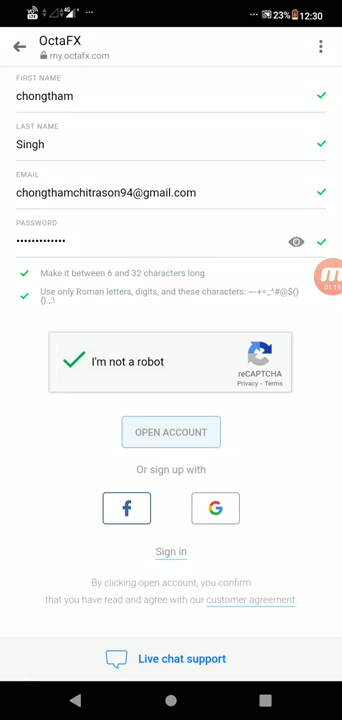 4G
23% 12:30
OctaFX
my.octafx.com
FIRST NAME
chongtham
LAST NAME
Singh
EMAIL
chongthamchitrason94@gmail.com
PASSWORD
•••••••••••••
Make it between 6 and 32 characters long
Use only Roman letters, digits, and these characters: ~-+=_^#@$()
{}.,:!
01:19
I'm not a robot
reCAPTCHA
Privacy - Terms
OPEN ACCOUNT
Or sign up with
f
G
Sign in
By clicking open account, you confirm
that you have read and agree with our customer agreement.
Live chat support